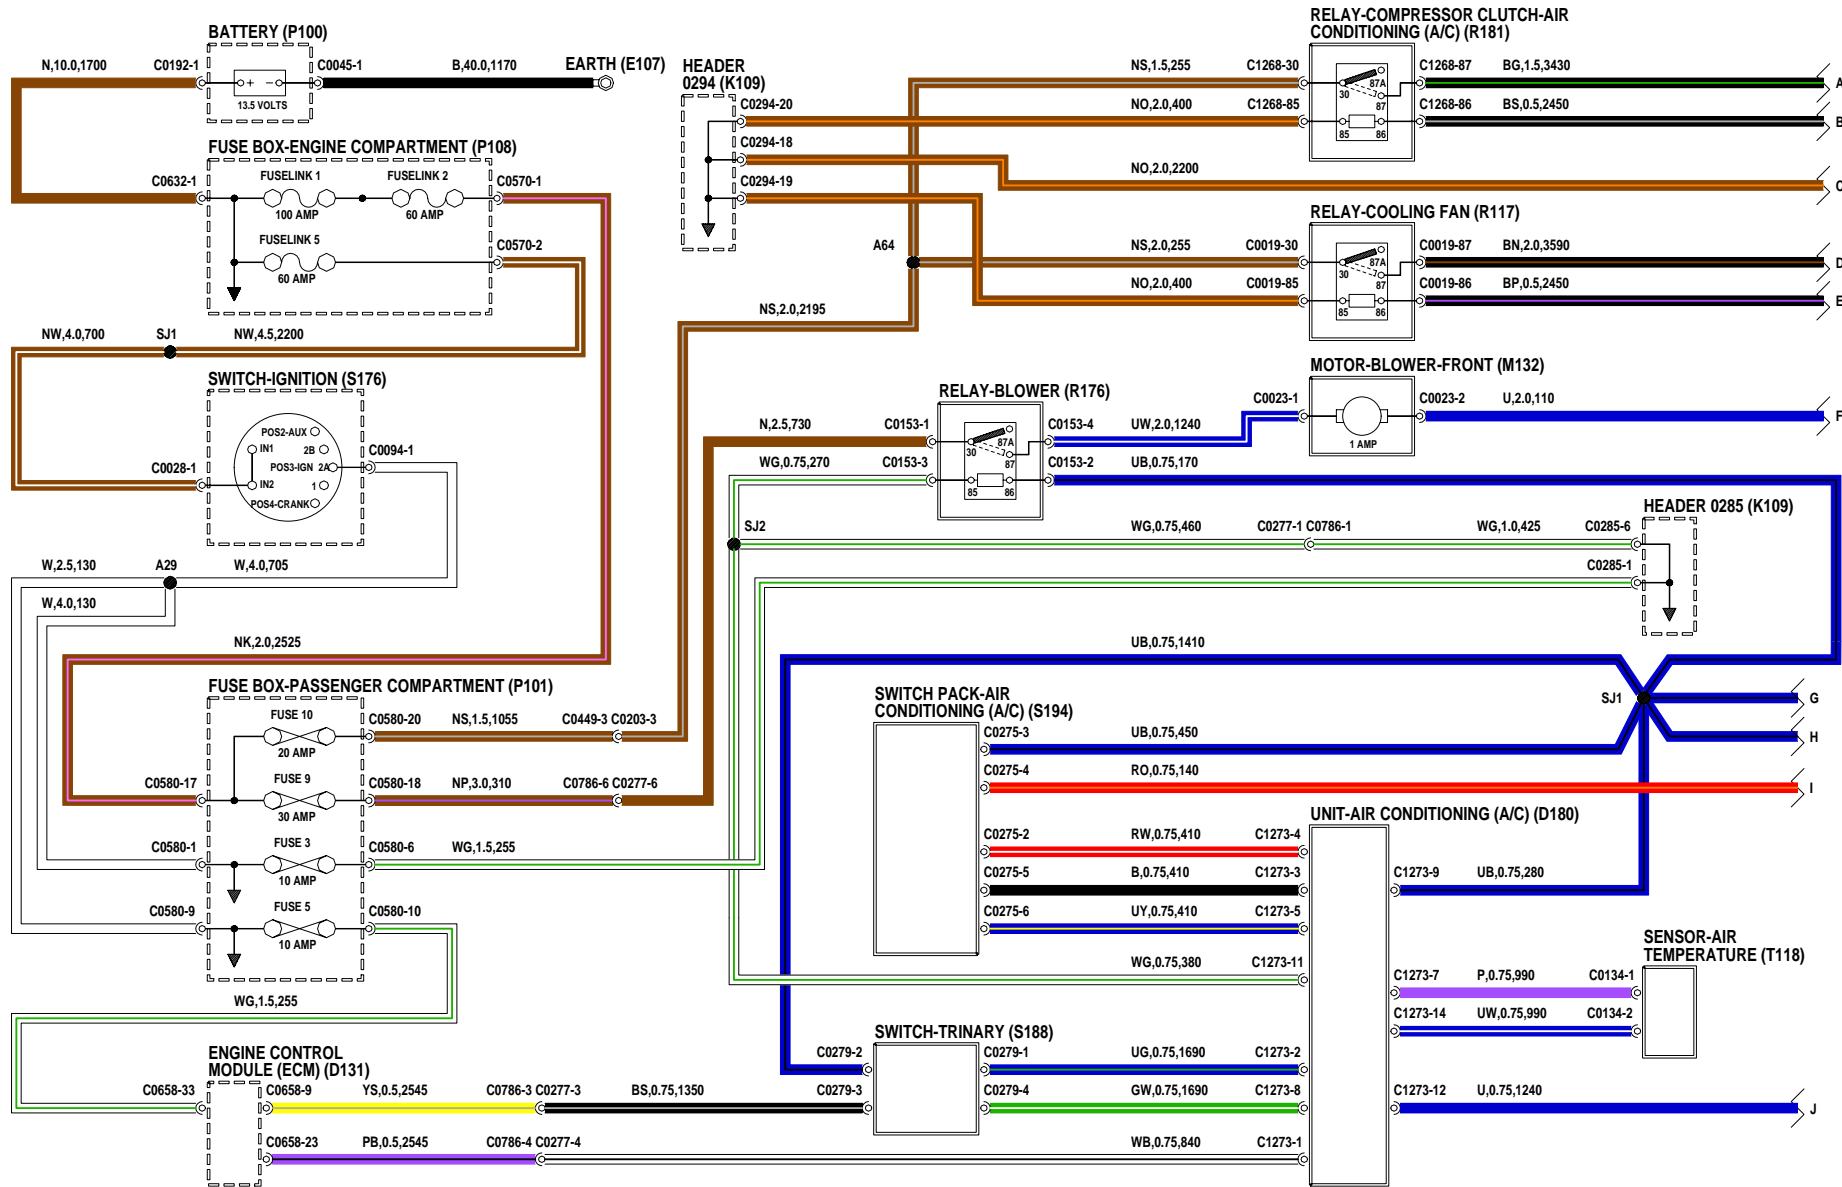 BATTERY (P100)
N,10.0,1700
C0192-1
C0045-1
B,40.0,1170
EARTH (E107)
+ -
13.5 VOLTS
FUSE BOX-ENGINE COMPARTMENT (P108)
C0632-1
FUSELINK 1
100 AMP
FUSELINK 2
60 AMP
C0570-1
FUSELINK 5
60 AMP
C0570-2
NW,4.0,700
SJ1
NW,4.5,2200
SWITCH-IGNITION (S176)
POS2-AUX
IN1
2B
POS3-IGN 2A
IN2
1
POS4-CRANK
C0028-1
C0094-1
W,2.5,130
A29
W,4.0,705
W,4.0,130
NK,2.0,2525
FUSE BOX-PASSENGER COMPARTMENT (P101)
FUSE 10
20 AMP
C0580-20
NS,1.5,1055
C0449-3 C0203-3
C0580-17
FUSE 9
30 AMP
C0580-18
NP,3.0,310
C0786-6 C0277-6
C0580-1
FUSE 3
10 AMP
C0580-6
WG,1.5,255
C0580-9
FUSE 5
10 AMP
C0580-10
WG,1.5,255
ENGINE CONTROL
MODULE (ECM) (D131)
C0658-33
C0658-9
YS,0.5,2545
C0786-3 C0277-3
BS,0.75,1350
C0658-23
PB,0.5,2545
C0786-4 C0277-4
HEADER
0294 (K109)
C0294-20
C0294-18
C0294-19
A64
NS,2.0,2195
RELAY-COMPRESSOR CLUTCH-AIR
CONDITIONING (A/C) (R181)
NS,1.5,255
C1268-30
30
87A
87
C1268-87
BG,1.5,3430
A
NO,2.0,400
C1268-85
85
86
C1268-86
BS,0.5,2450
B
NO,2.0,2200
C
RELAY-COOLING FAN (R117)
NS,2.0,255
C0019-30
30
87A
87
C0019-87
BN,2.0,3590
D
NO,2.0,400
C0019-85
85
86
C0019-86
BP,0.5,2450
E
RELAY-BLOWER (R176)
N,2.5,730
C0153-1
30
87A
87
C0153-4
UW,2.0,1240
MOTOR-BLOWER-FRONT (M132)
C0023-1
1 AMP
C0023-2
U,2.0,110
F
WG,0.75,270
C0153-3
85
86
C0153-2
UB,0.75,170
SJ2
WG,0.75,460
C0277-1 C0786-1
WG,1.0,425
C0285-6
HEADER 0285 (K109)
C0285-1
UB,0.75,1410
SJ1
G
H
SWITCH PACK-AIR
CONDITIONING (A/C) (S194)
C0275-3
UB,0.75,450
C0275-4
RO,0.75,140
I
C0275-2
RW,0.75,410
C1273-4
C0275-5
B,0.75,410
C1273-3
C0275-6
UY,0.75,410
C1273-5
WG,0.75,380
C1273-11
UNIT-AIR CONDITIONING (A/C) (D180)
C1273-9
UB,0.75,280
SENSOR-AIR
TEMPERATURE (T118)
C1273-7
P,0.75,990
C0134-1
C1273-14
UW,0.75,990
C0134-2
SWITCH-TRINARY (S188)
C0279-2
C0279-1
UG,0.75,1690
C1273-2
C0279-3
C0279-4
GW,0.75,1690
C1273-8
C1273-12
U,0.75,1240
J
WB,0.75,840
C1273-1